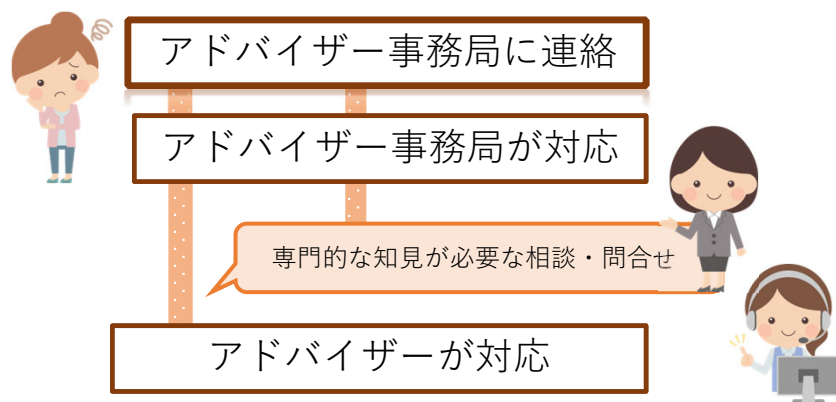 アドバイザー事務局に連絡
アドバイザー事務局が対応
専門的な知見が必要な相談・問合せ
アドバイザーが対応